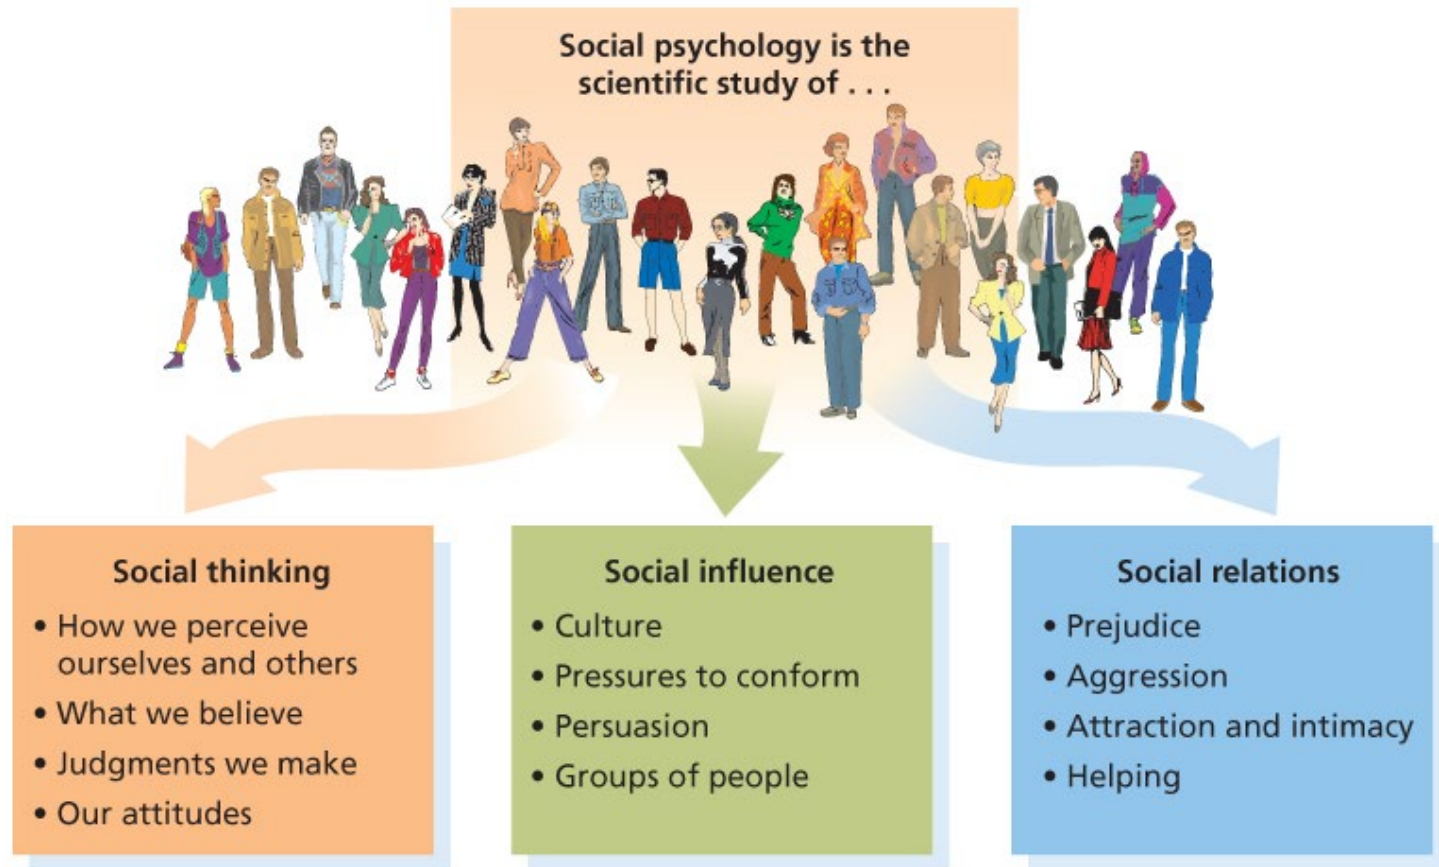 Social psychology is the
scientific study of . . .
Social thinking
• How we perceive
ourselves and others
• What we believe
• Judgments we make
• Our attitudes
Social influence
• Culture
• Pressures to conform
• Persuasion
• Groups of people
Social relations
• Prejudice
• Aggression
• Attraction and intimacy
• Helping